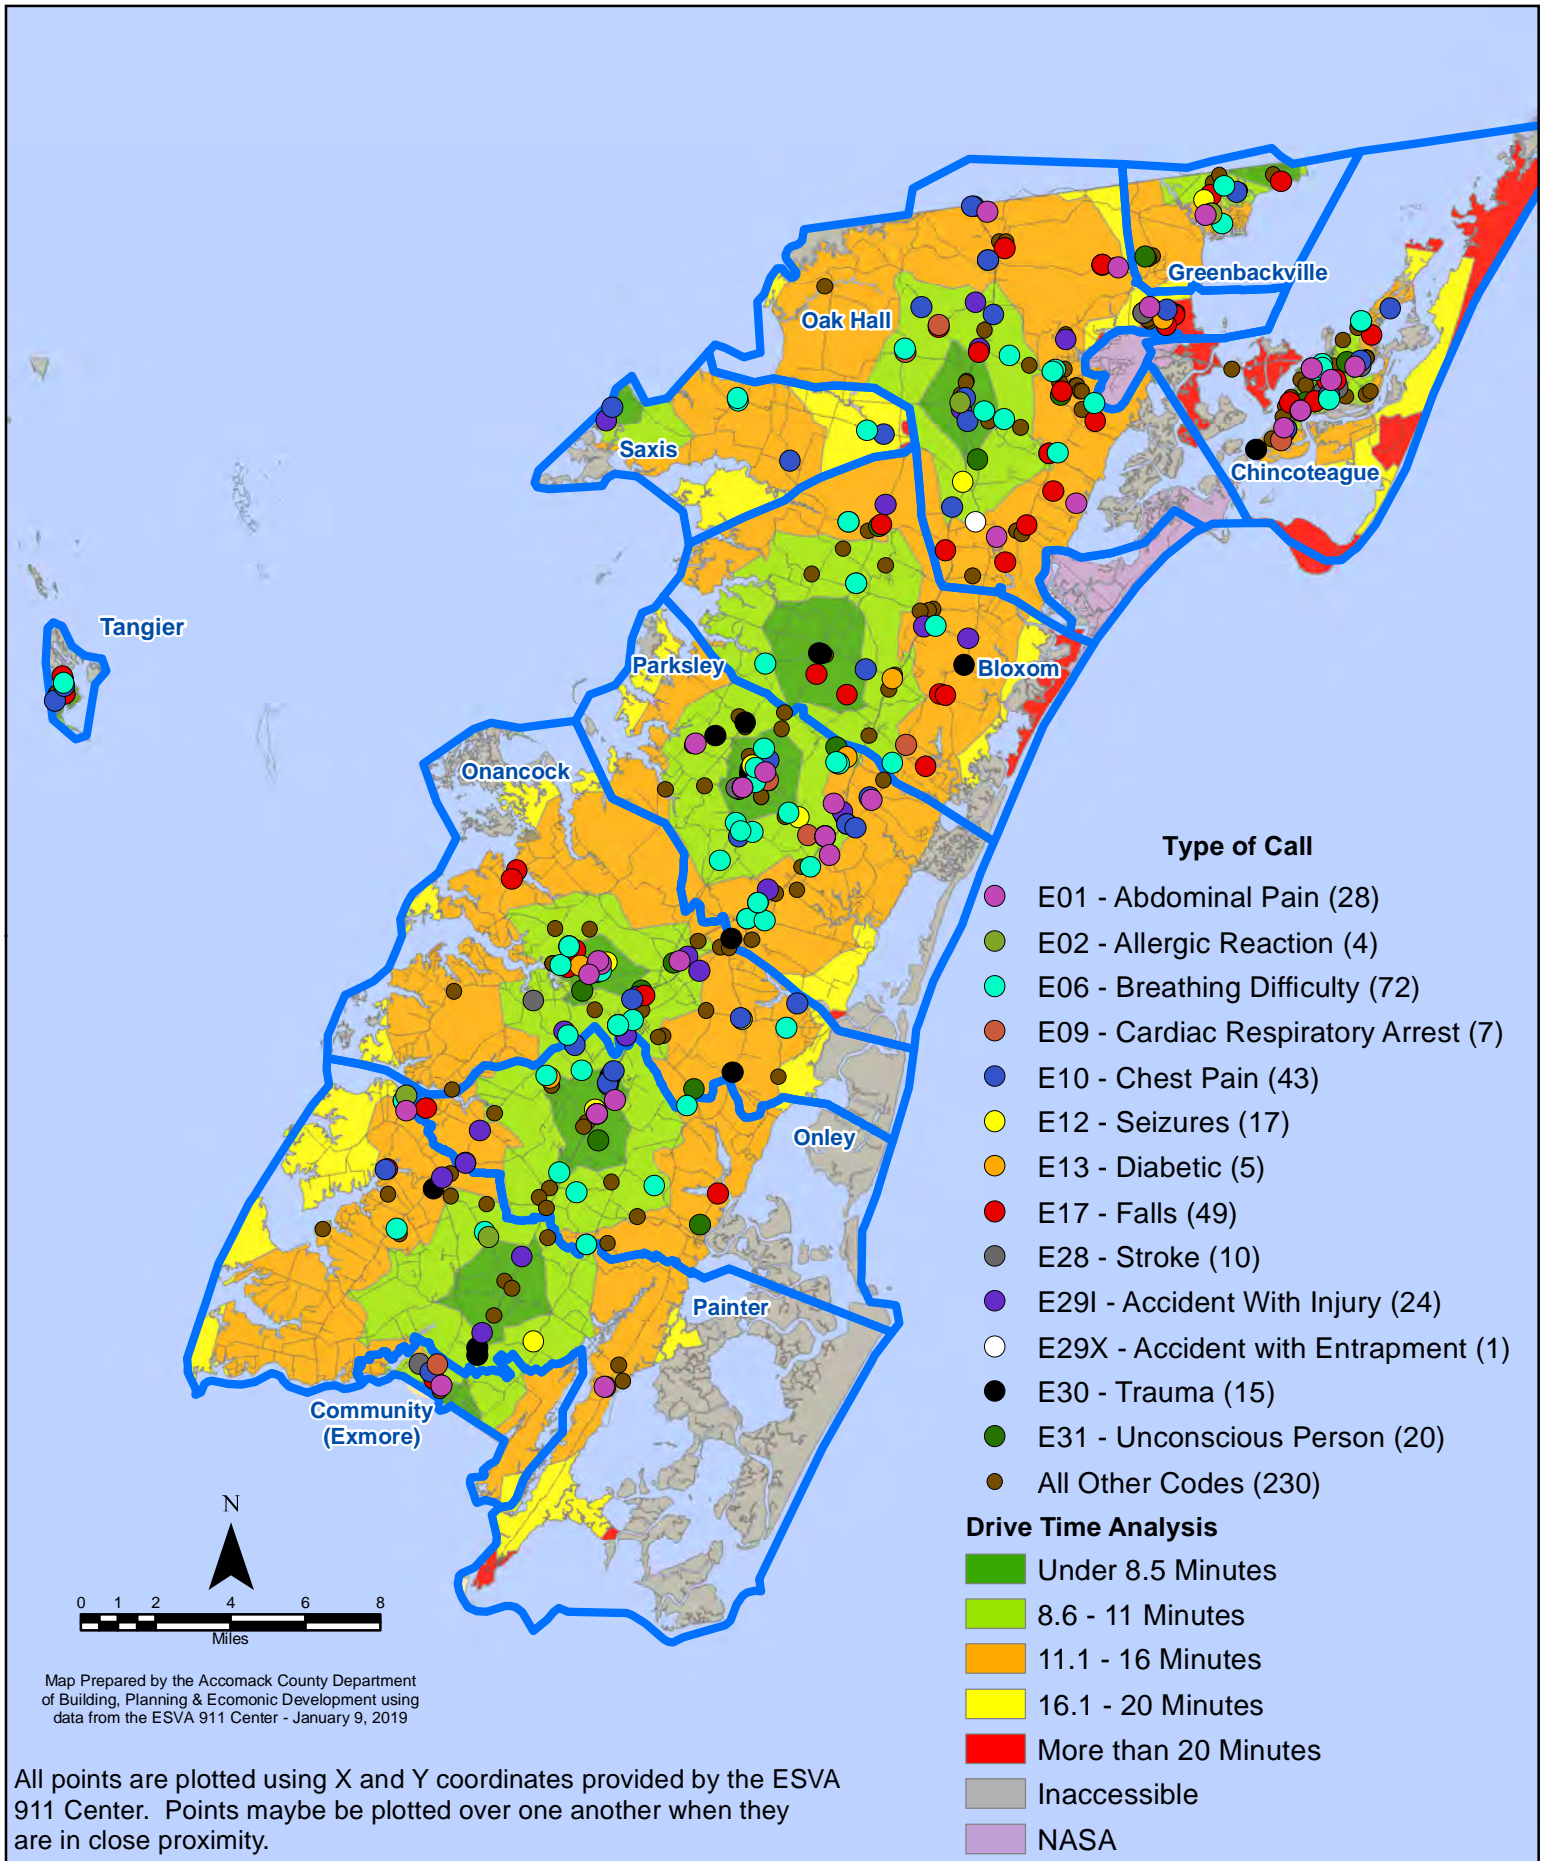 Greenbackville
Oak Hall
Saxis
Chincoteague
Tangier
Parksley
Bloxom
Onancock
Onley
Painter
Community
(Exmore)
Type of Call
E01 - Abdominal Pain (28)
E02 - Allergic Reaction (4)
E06 - Breathing Difficulty (72)
E09 - Cardiac Respiratory Arrest (7)
E10 - Chest Pain (43)
E12 - Seizures (17)
E13 - Diabetic (5)
E17 - Falls (49)
E28 - Stroke (10)
E29I - Accident With Injury (24)
E29X - Accident with Entrapment (1)
E30 - Trauma (15)
E31 - Unconscious Person (20)
All Other Codes (230)
Drive Time Analysis
Under 8.5 Minutes
8.6 - 11 Minutes
11.1 - 16 Minutes
16.1 - 20 Minutes
More than 20 Minutes
Inaccessible
NASA
N
0 1 2 4 6 8
Miles
Map Prepared by the Accomack County Department
of Building, Planning & Ecomonic Development using
data from the ESVA 911 Center - January 9, 2019
All points are plotted using X and Y coordinates provided by the ESVA
911 Center. Points maybe be plotted over one another when they
are in close proximity.